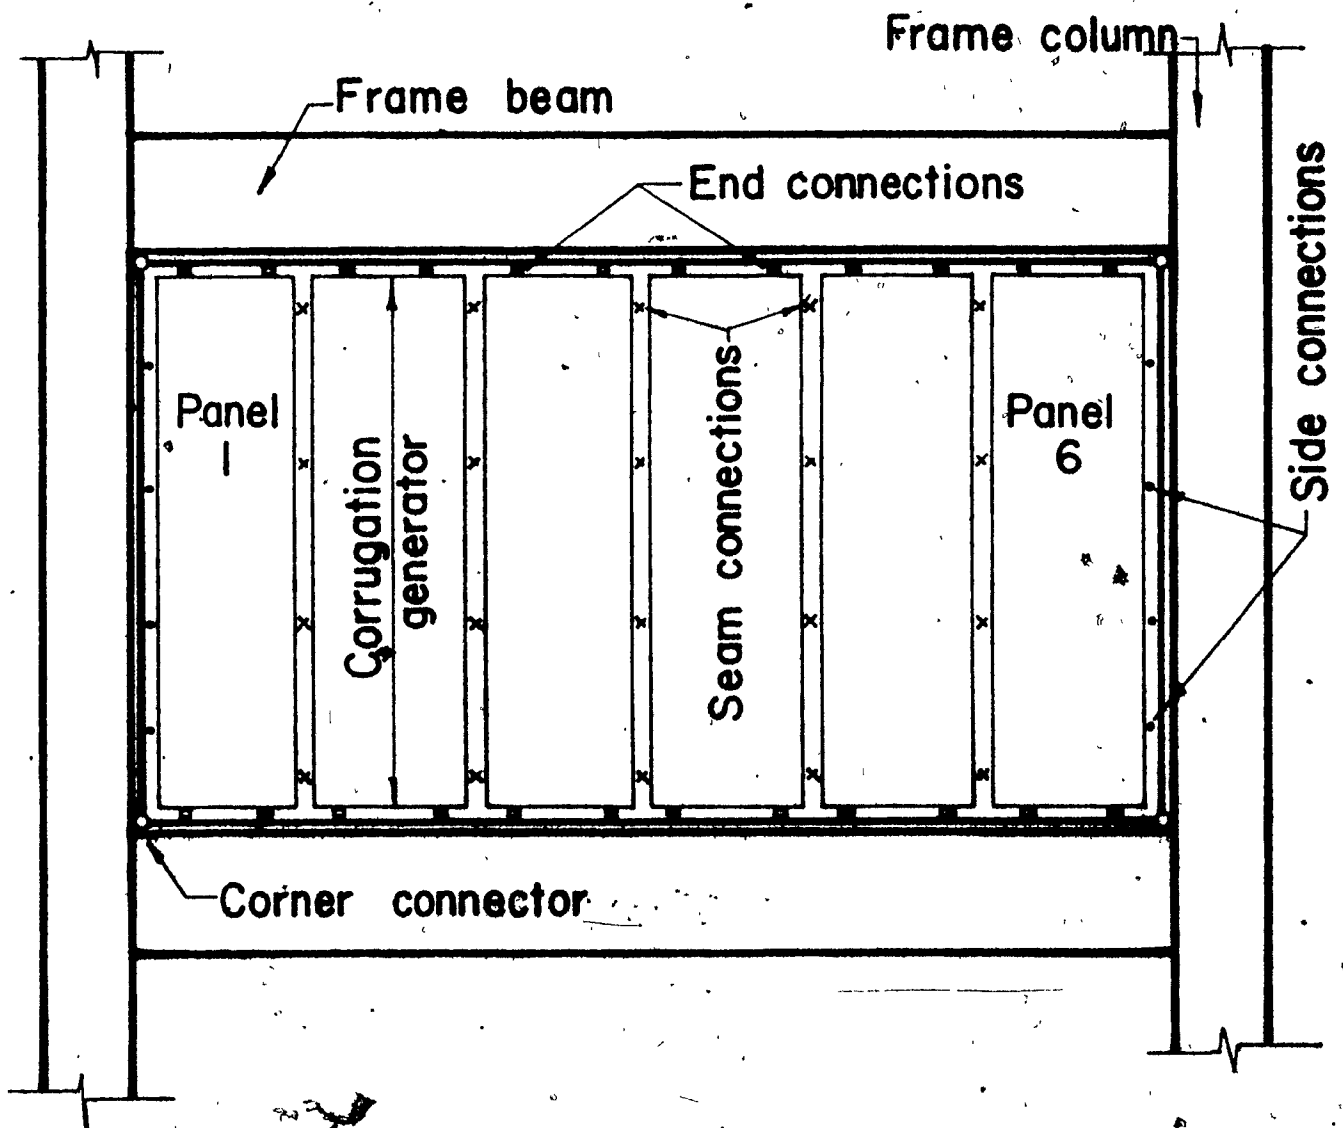 Frame column
Frame beam
End connections
Side connections
Panel
1
Corrugation
generator
Seam connections
Panel
6
Corner connector